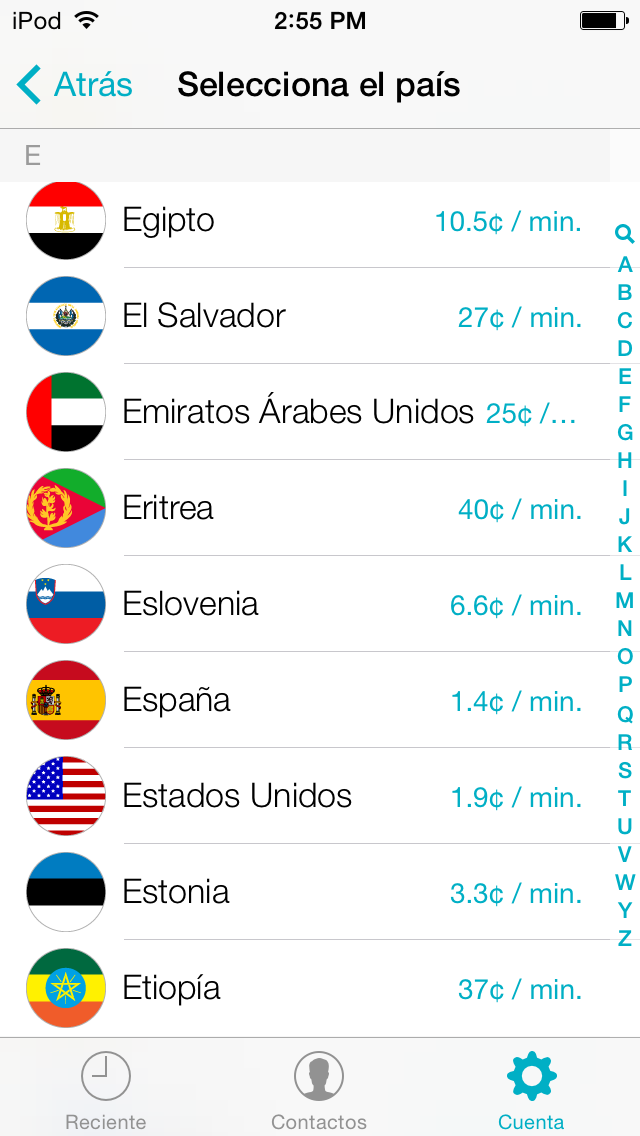 iPod 2:55 PM
Atrás Selecciona el país
E
Egipto 10.5¢ / min.
El Salvador 27¢ / min.
Emiratos Árabes Unidos 25¢ /...
Eritrea 40¢ / min.
Eslovenia 6.6¢ / min.
España 1.4¢ / min.
Estados Unidos 1.9¢ / min.
Estonia 3.3¢ / min.
Etiopía 37¢ / min.
A
B
C
D
E
F
G
H
I
J
K
L
M
N
O
P
Q
R
S
T
U
V
W
Y
Z
Reciente Contactos Cuenta